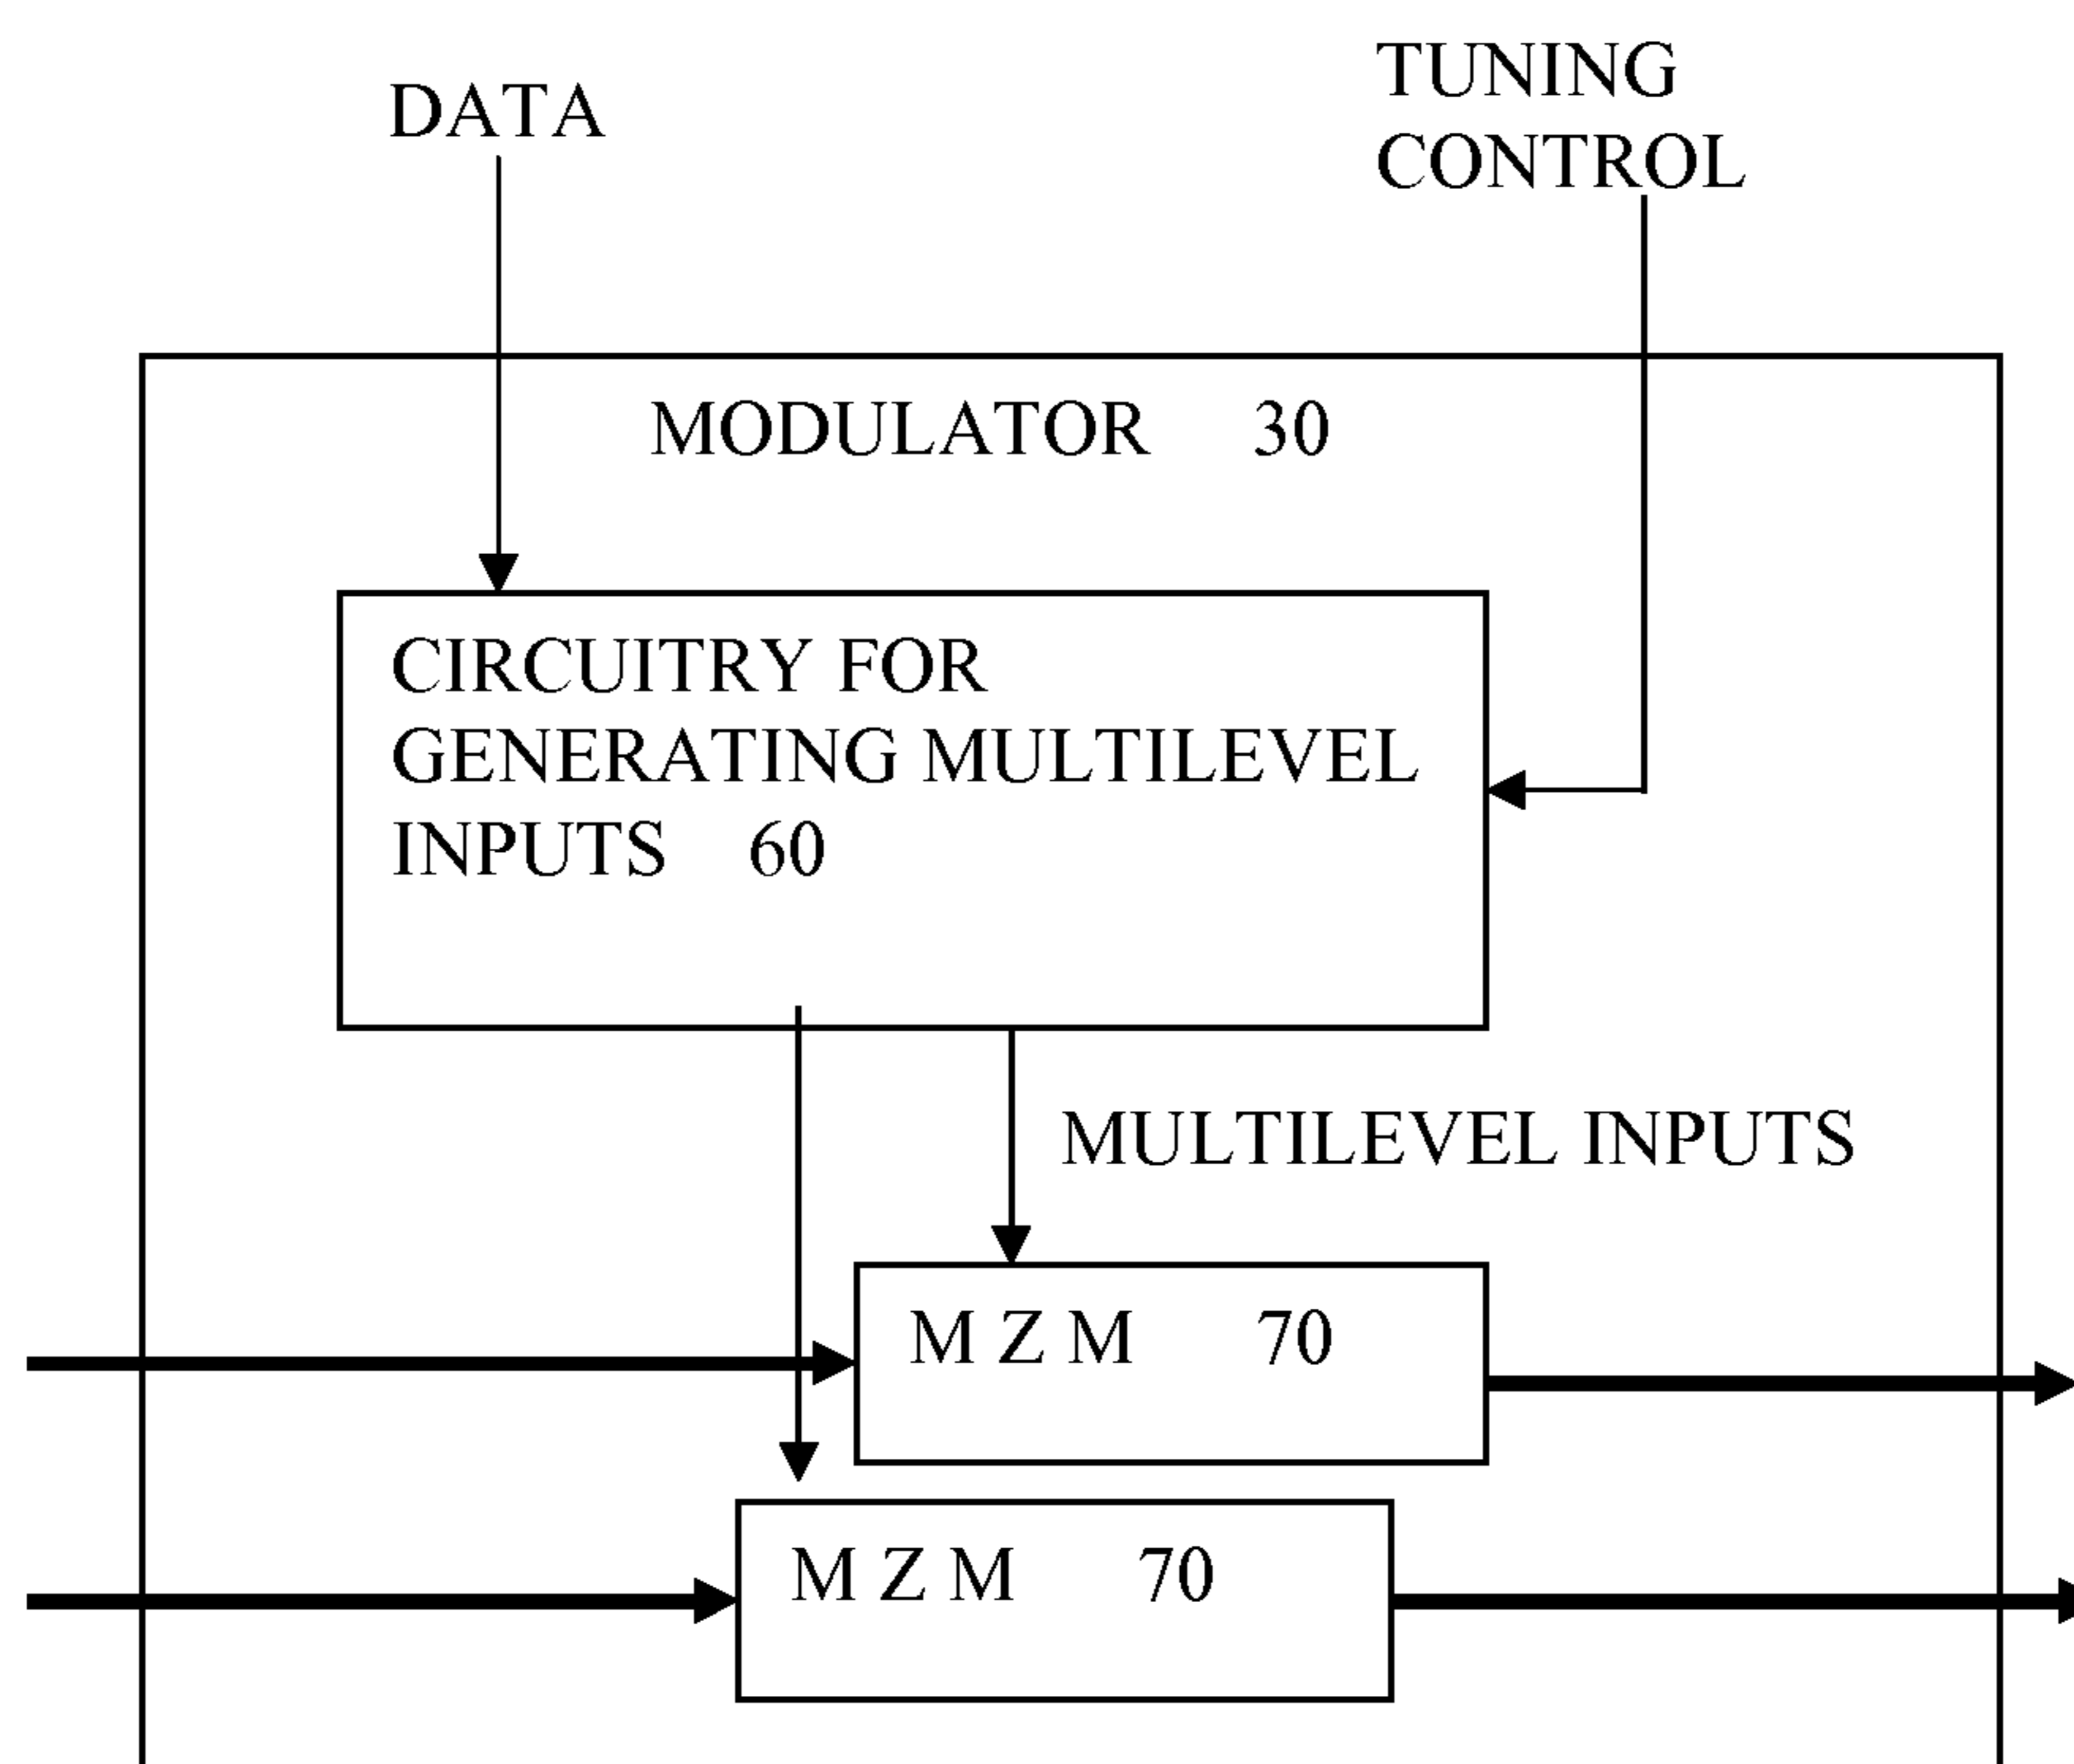 DATA
TUNING
CONTROL
MODULATOR 30
CIRCUITRY FOR
GENERATING MULTILEVEL
INPUTS 60
MULTILEVEL INPUTS
M Z M 70
M Z M 70